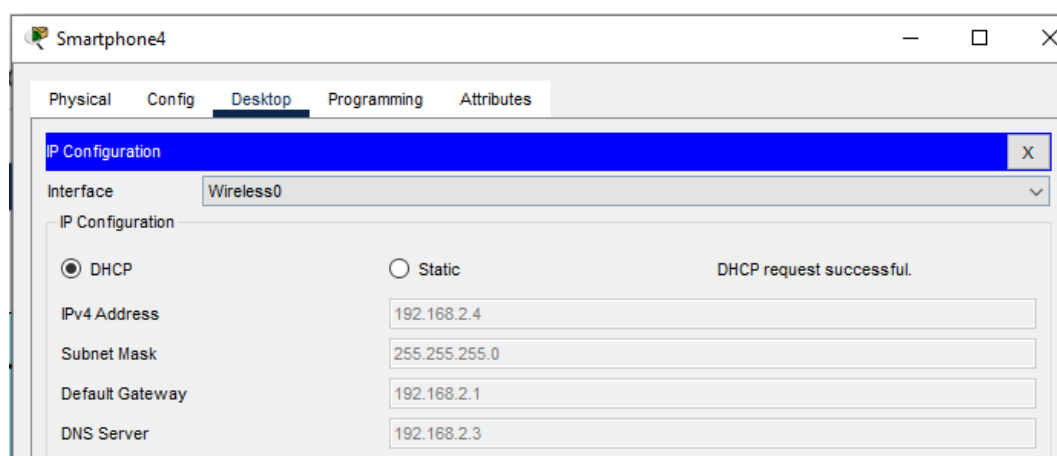 Smartphone4
Physical Config Desktop Programming Attributes
IP Configuration X
Interface Wireless0
IP Configuration
DHCP Static DHCP request successful.
IPv4 Address 192.168.2.4
Subnet Mask 255.255.255.0
Default Gateway 192.168.2.1
DNS Server 192.168.2.3